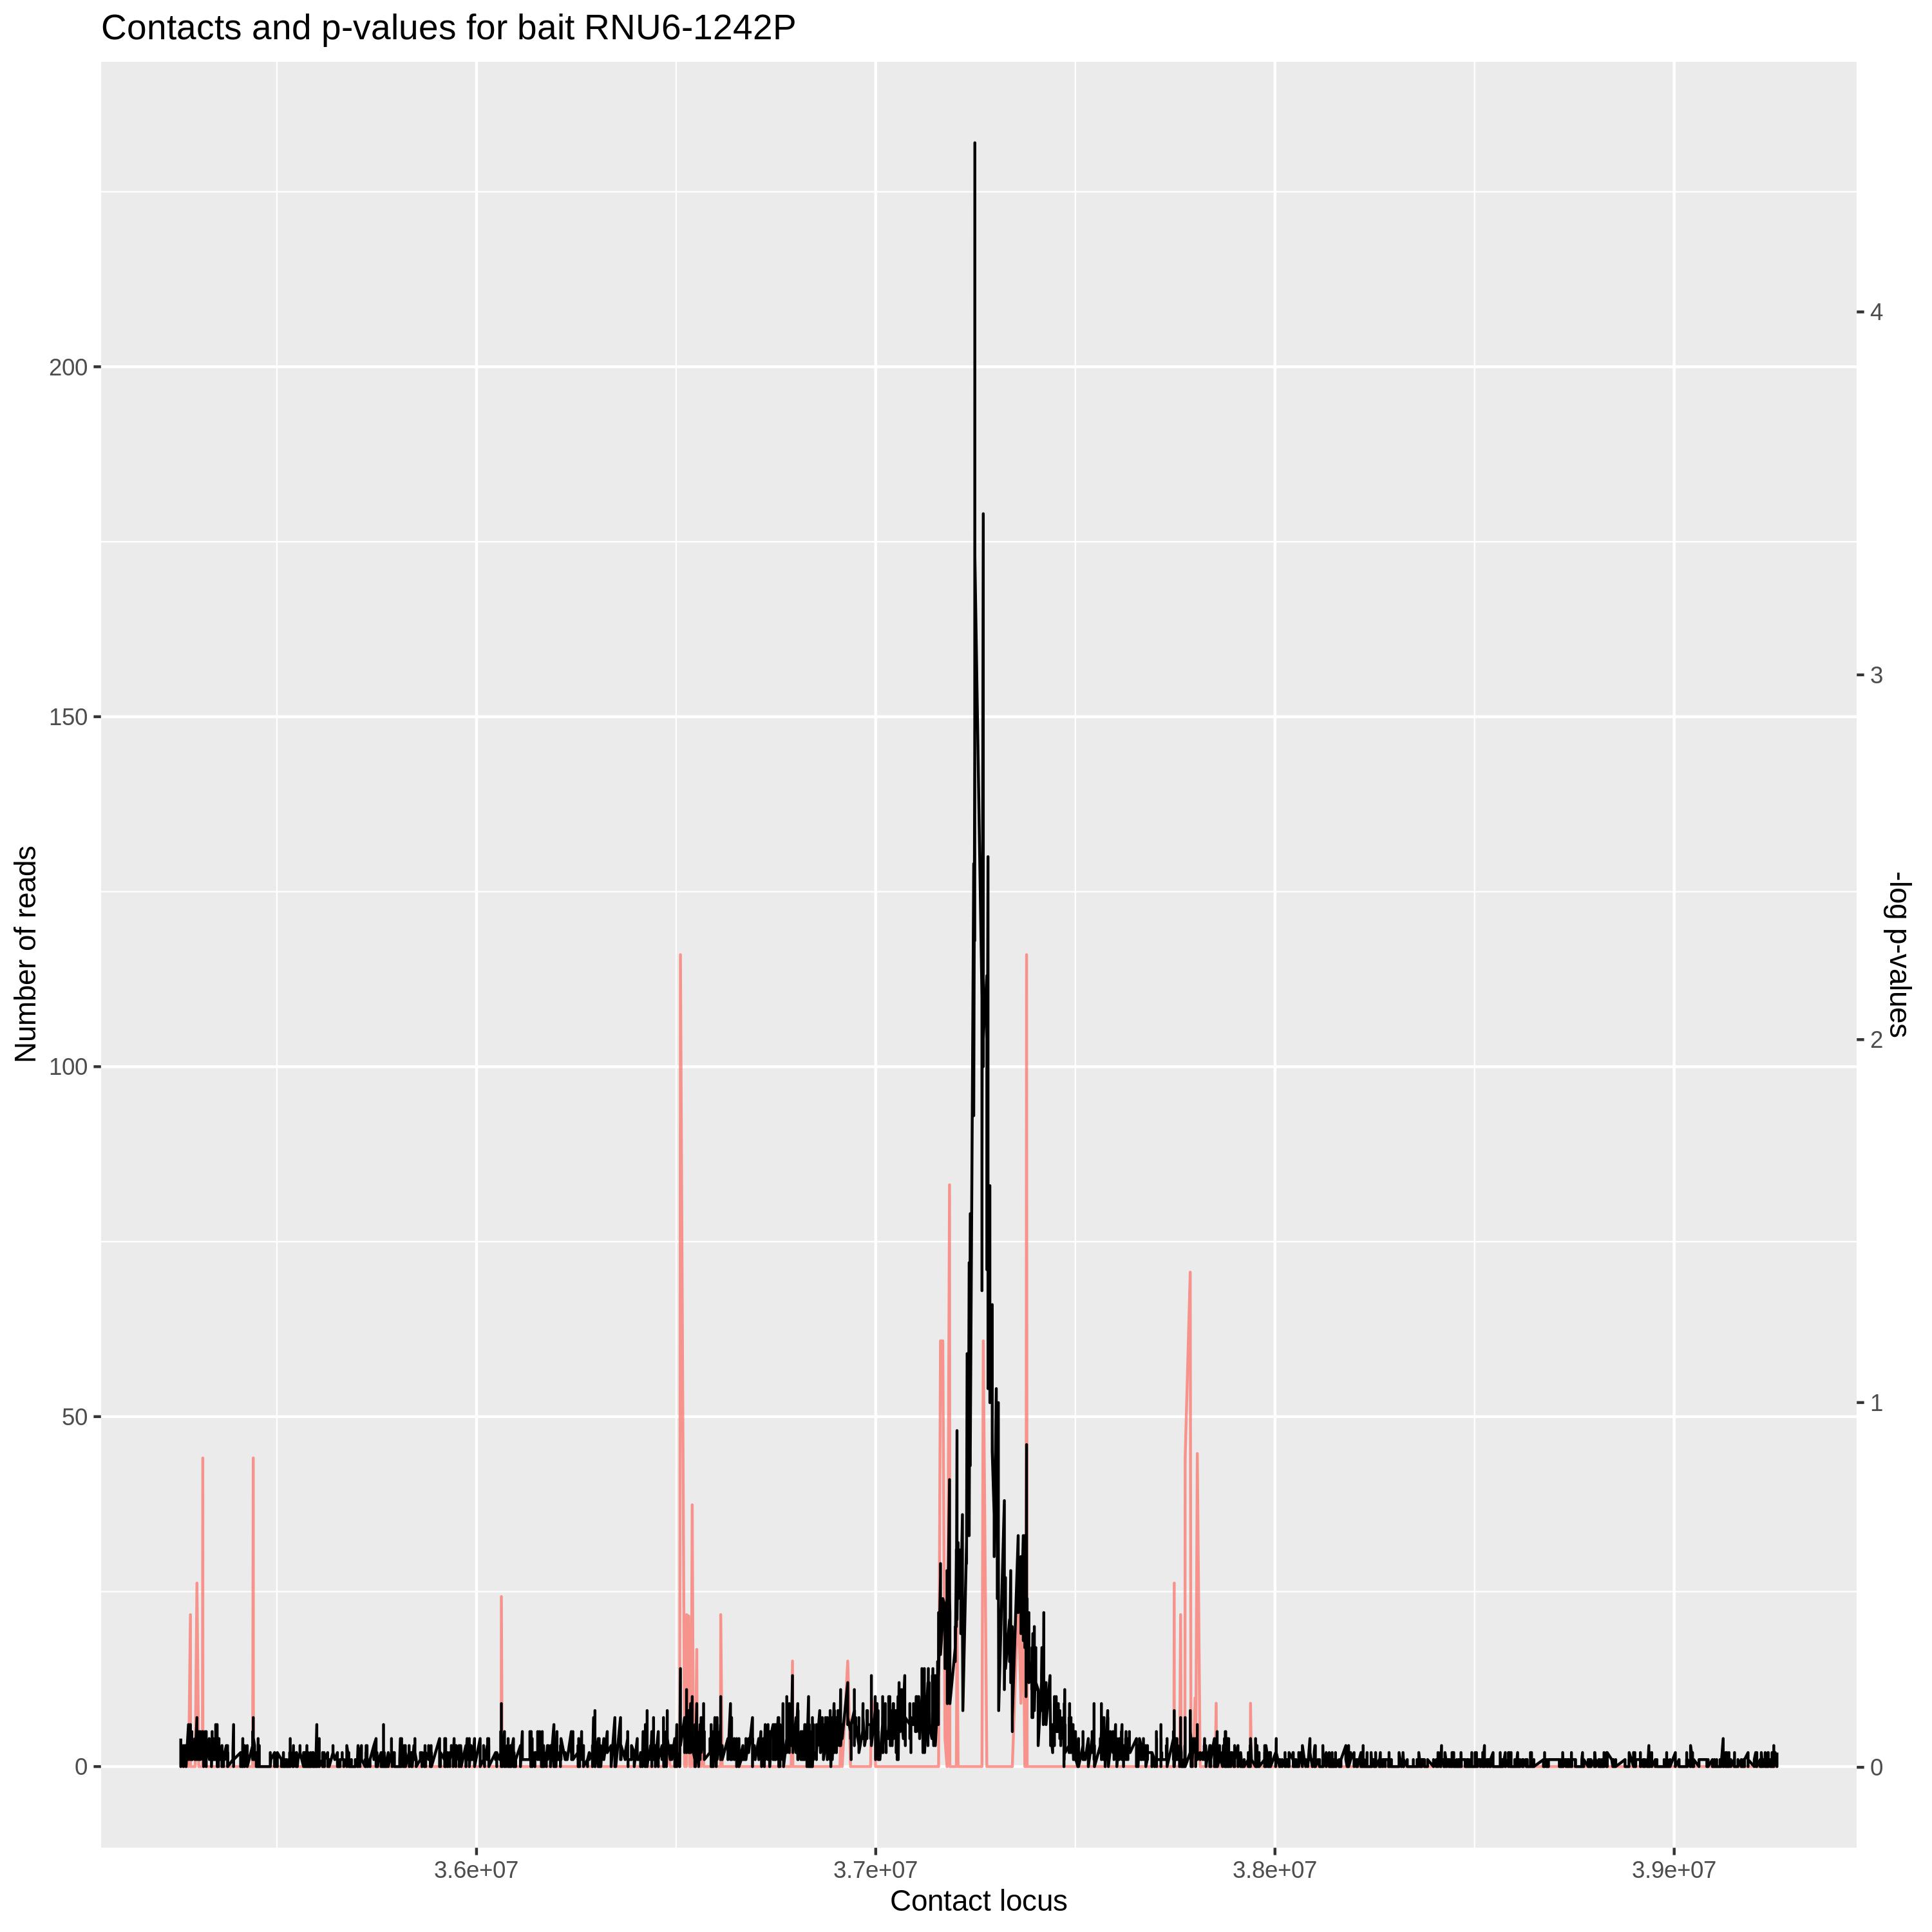 Contacts and p-values for bait RNU6-1242P
Number of reads
200
150
100
50
0
4
3
2
1
0
-log p-values
3.6e+07
3.7e+07
3.8e+07
3.9e+07
Contact locus